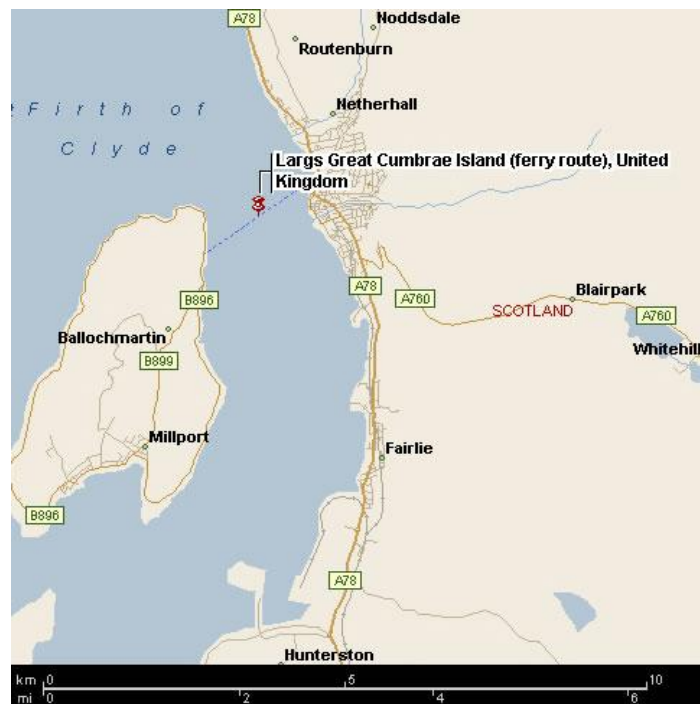 A78
Noddsdale
Routenburn
Netherhall
Firth of
Clyde
Largs Great Cumbrae Island (ferry route), United
Kingdom
B896
A78
A760
Blairpark
SCOTLAND
A760
Ballochmartin
Whitehill
B899
Millport
Fairlie
B896
A78
Hunterston
km 0 5 10
mi 0 2 4 6